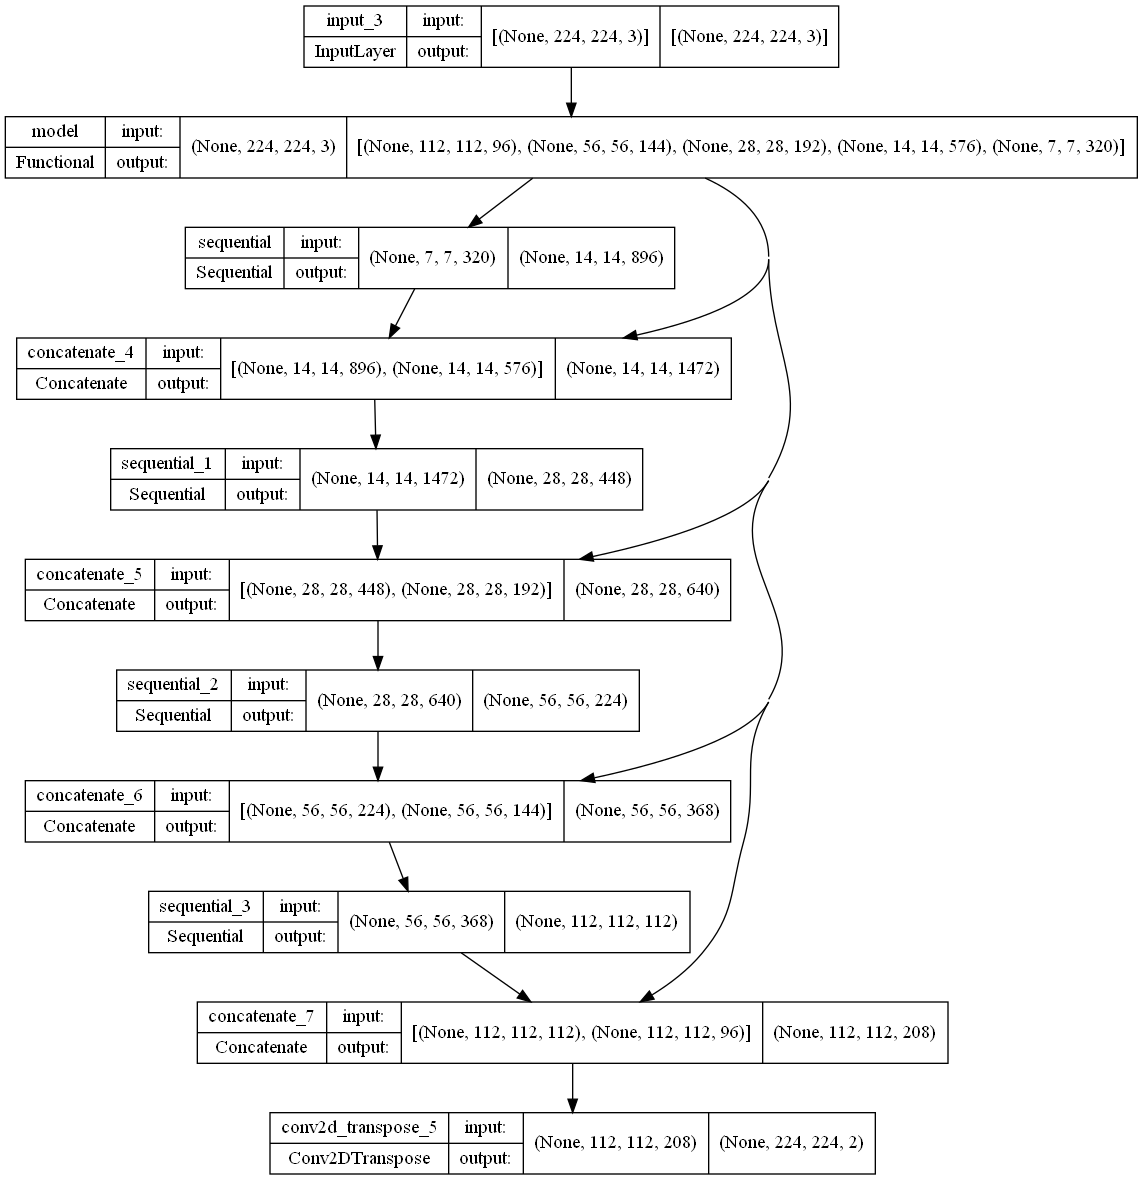 input_3 input: [(None, 224, 224, 3)] [(None, 224, 224, 3)]
InputLayer output:
model input: (None, 224, 224, 3) [(None, 112, 112, 96), (None, 56, 56, 144), (None, 28, 28, 192), (None, 14, 14, 576), (None, 7, 7, 320)]
Functional output:
sequential input: (None, 7, 7, 320) (None, 14, 14, 896)
Sequential output:
concatenate_4 input: [(None, 14, 14, 896), (None, 14, 14, 576)] (None, 14, 14, 1472)
Concatenate output:
sequential_1 input: (None, 14, 14, 1472) (None, 28, 28, 448)
Sequential output:
concatenate_5 input: [(None, 28, 28, 448), (None, 28, 28, 192)] (None, 28, 28, 640)
Concatenate output:
sequential_2 input: (None, 28, 28, 640) (None, 56, 56, 224)
Sequential output:
concatenate_6 input: [(None, 56, 56, 224), (None, 56, 56, 144)] (None, 56, 56, 368)
Concatenate output:
sequential_3 input: (None, 56, 56, 368) (None, 112, 112, 112)
Sequential output:
concatenate_7 input: [(None, 112, 112, 112), (None, 112, 112, 96)] (None, 112, 112, 208)
Concatenate output:
conv2d_transpose_5 input: (None, 112, 112, 208) (None, 224, 224, 2)
Conv2DTranspose output: